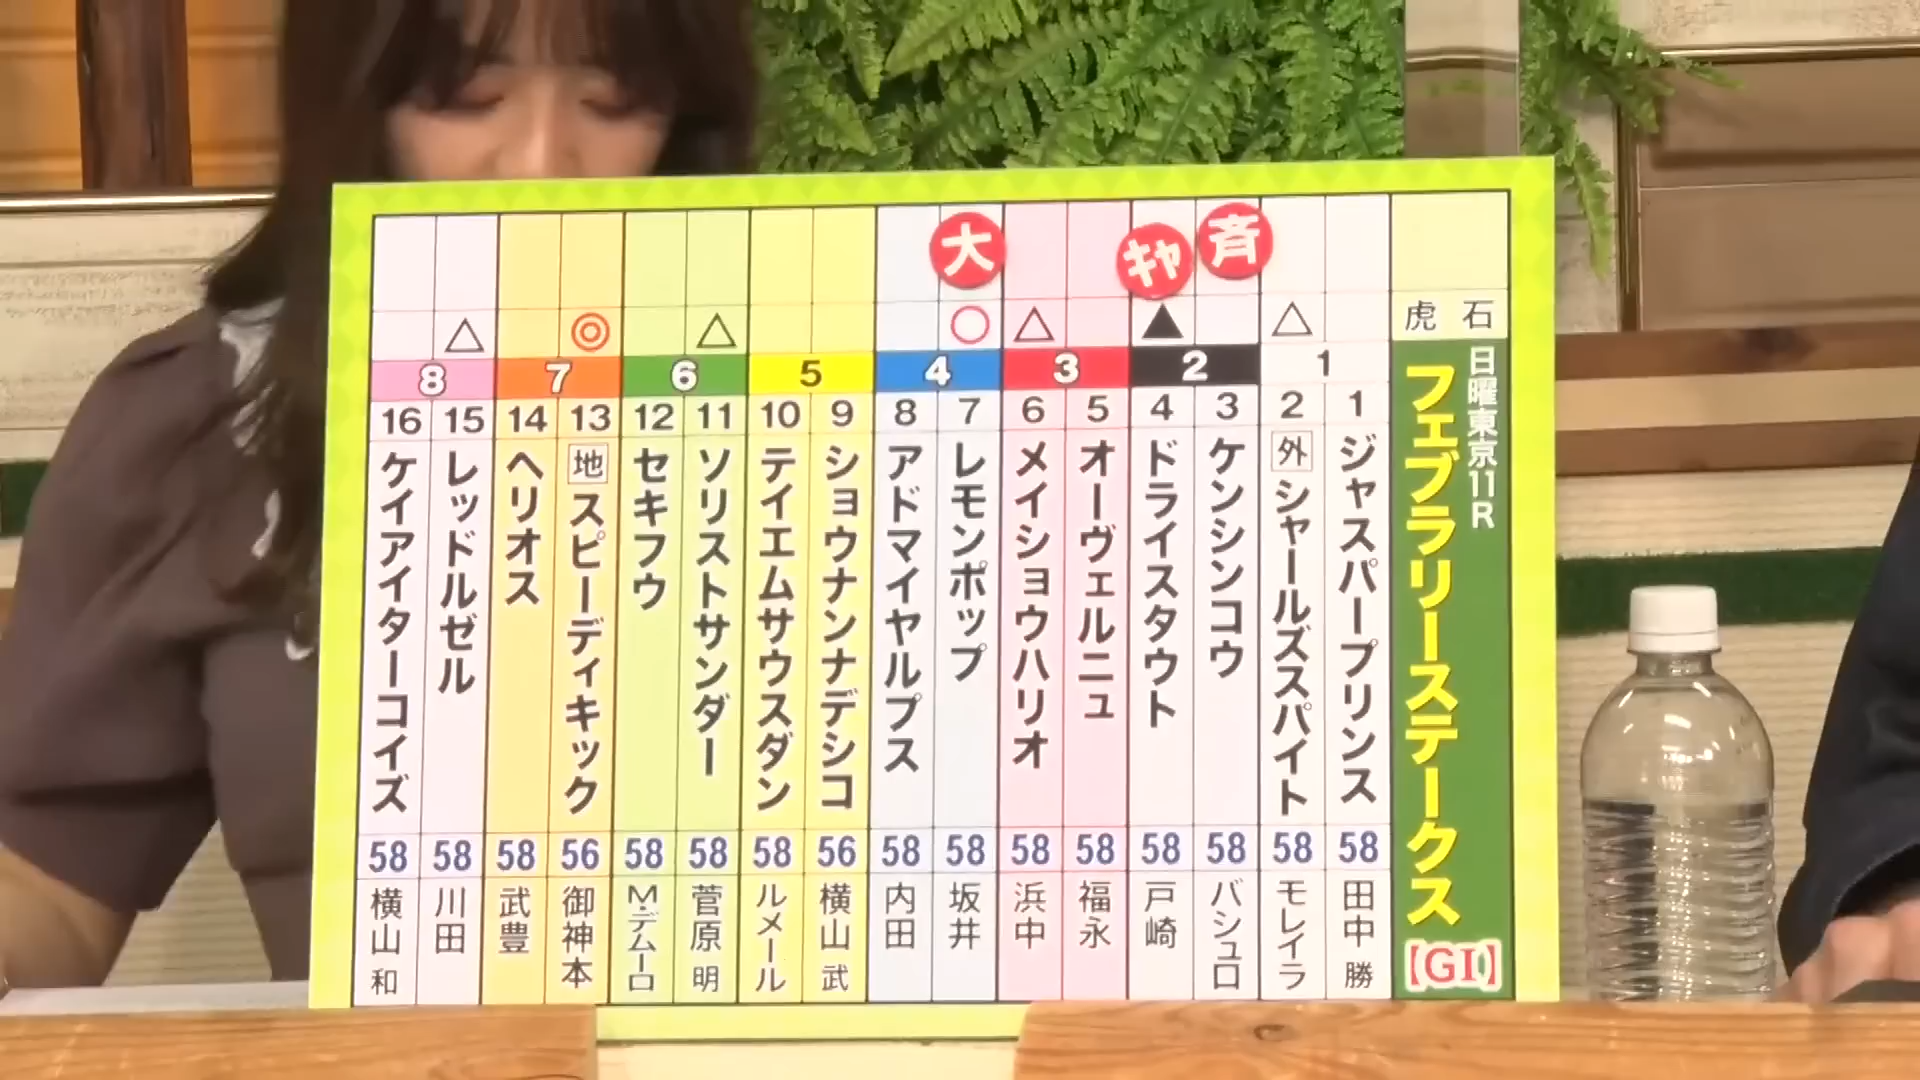 日曜東京11R
フェブラリーステークス
【GI】
虎石
大
キャ
斉
△
▲
△
○
△
◎
△
1
2
3
4
5
6
7
8
1 ジャスパープリンス 58 田中勝
2 外 シャールズスパイト 58 モレイラ
3 ケンシンコウ 58 バシュロ
4 ドライスタウト 58 戸崎
5 オーヴェルニュ 58 福永
6 メイショウハリオ 58 浜中
7 レモンポップ 58 坂井
8 アドマイヤルプス 58 内田
9 ショウナンナデシコ 56 横山武
10 テイエムサウスダン 58 ルメール
11 ソリストサンダー 58 菅原明
12 セキフウ 58 M・デムーロ
13 地 スピーディキック 56 御神本
14 ヘリオス 58 武豊
15 レッドルゼル 58 川田
16 ケイアイターコイズ 58 横山和